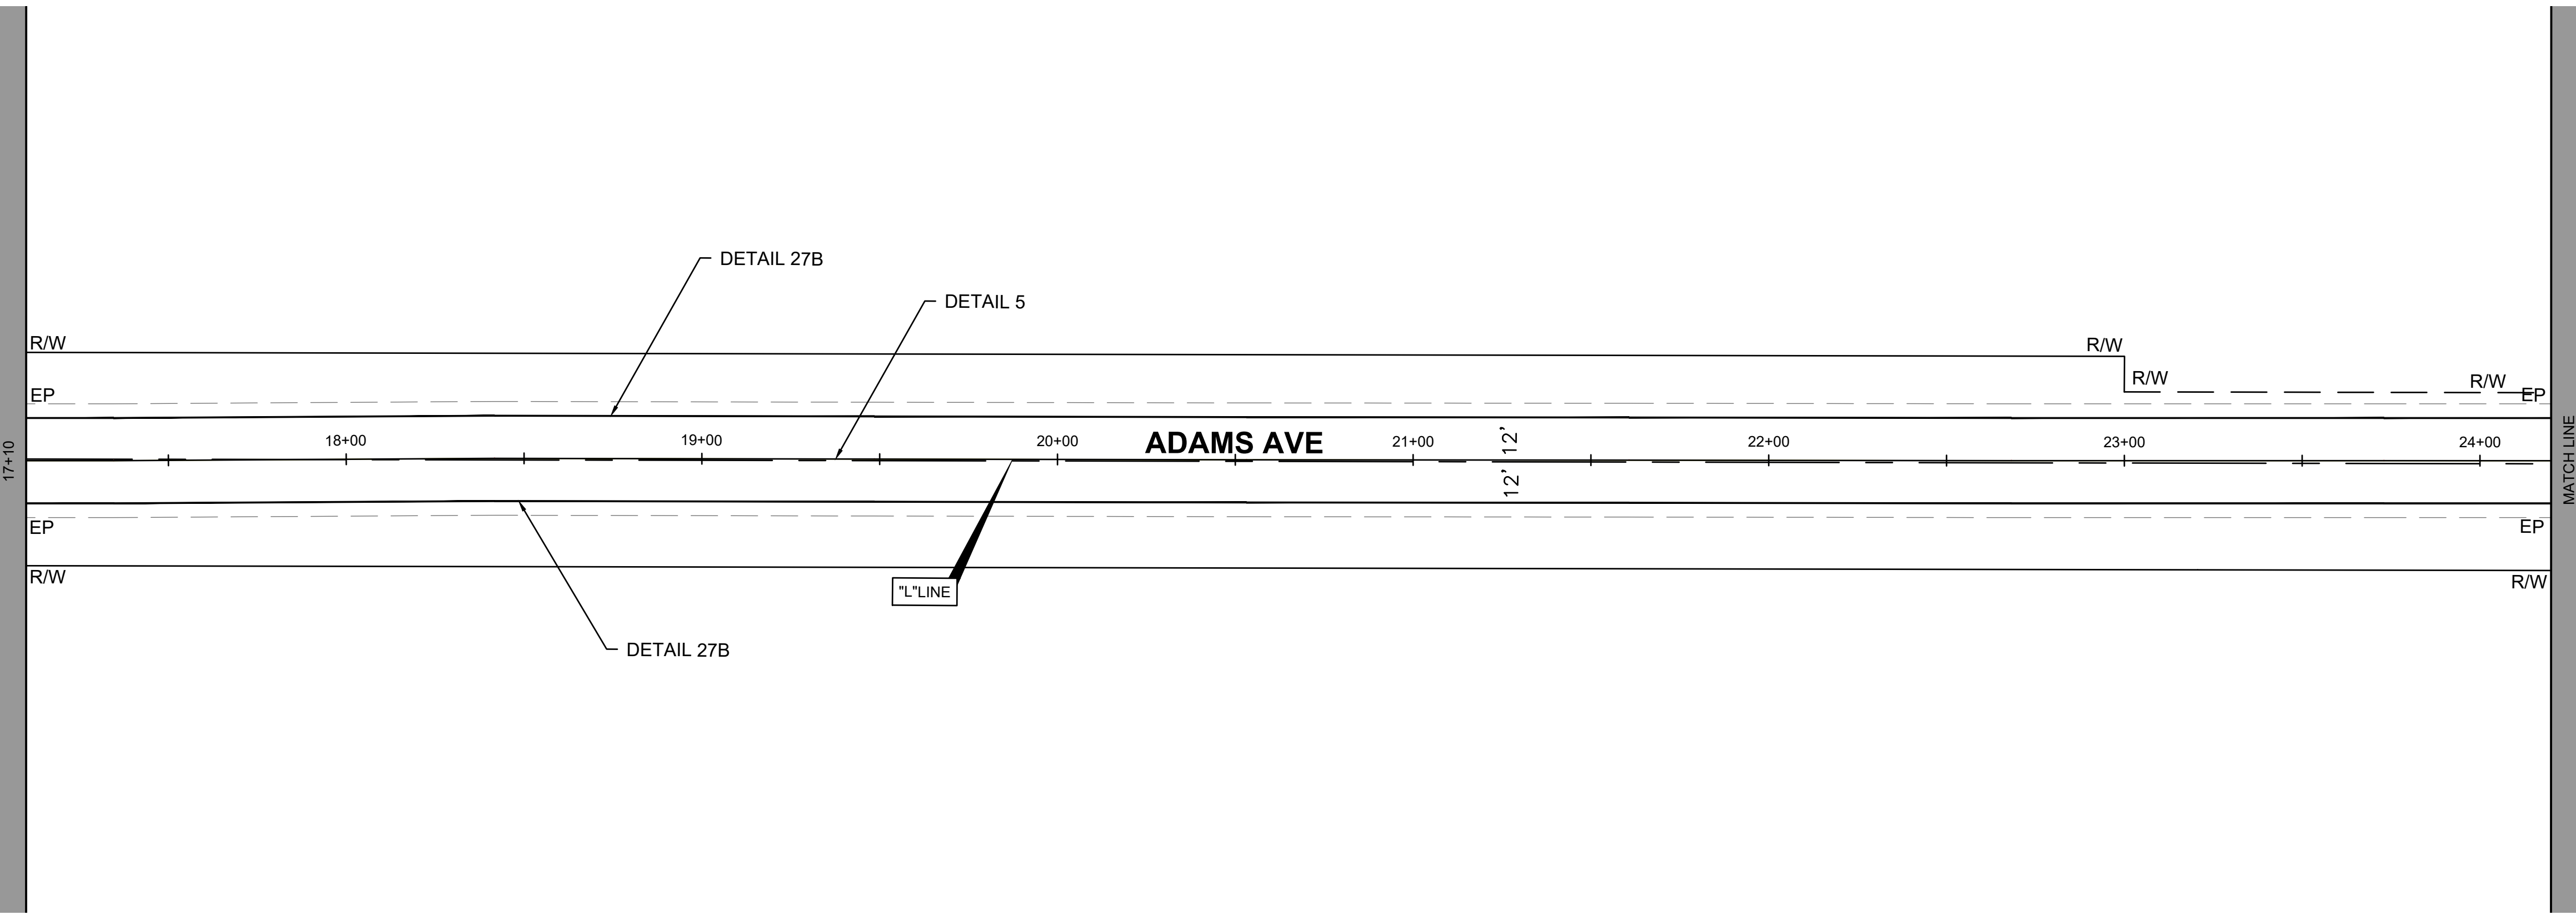 DETAIL 27B
DETAIL 5
R/W
R/W
R/W
R/W
EP
EP
18+00
19+00
20+00
ADAMS AVE
21+00
12'
22+00
23+00
24+00
17+10
MATCH LINE
12'
EP
EP
R/W
R/W
"L"LINE
DETAIL 27B